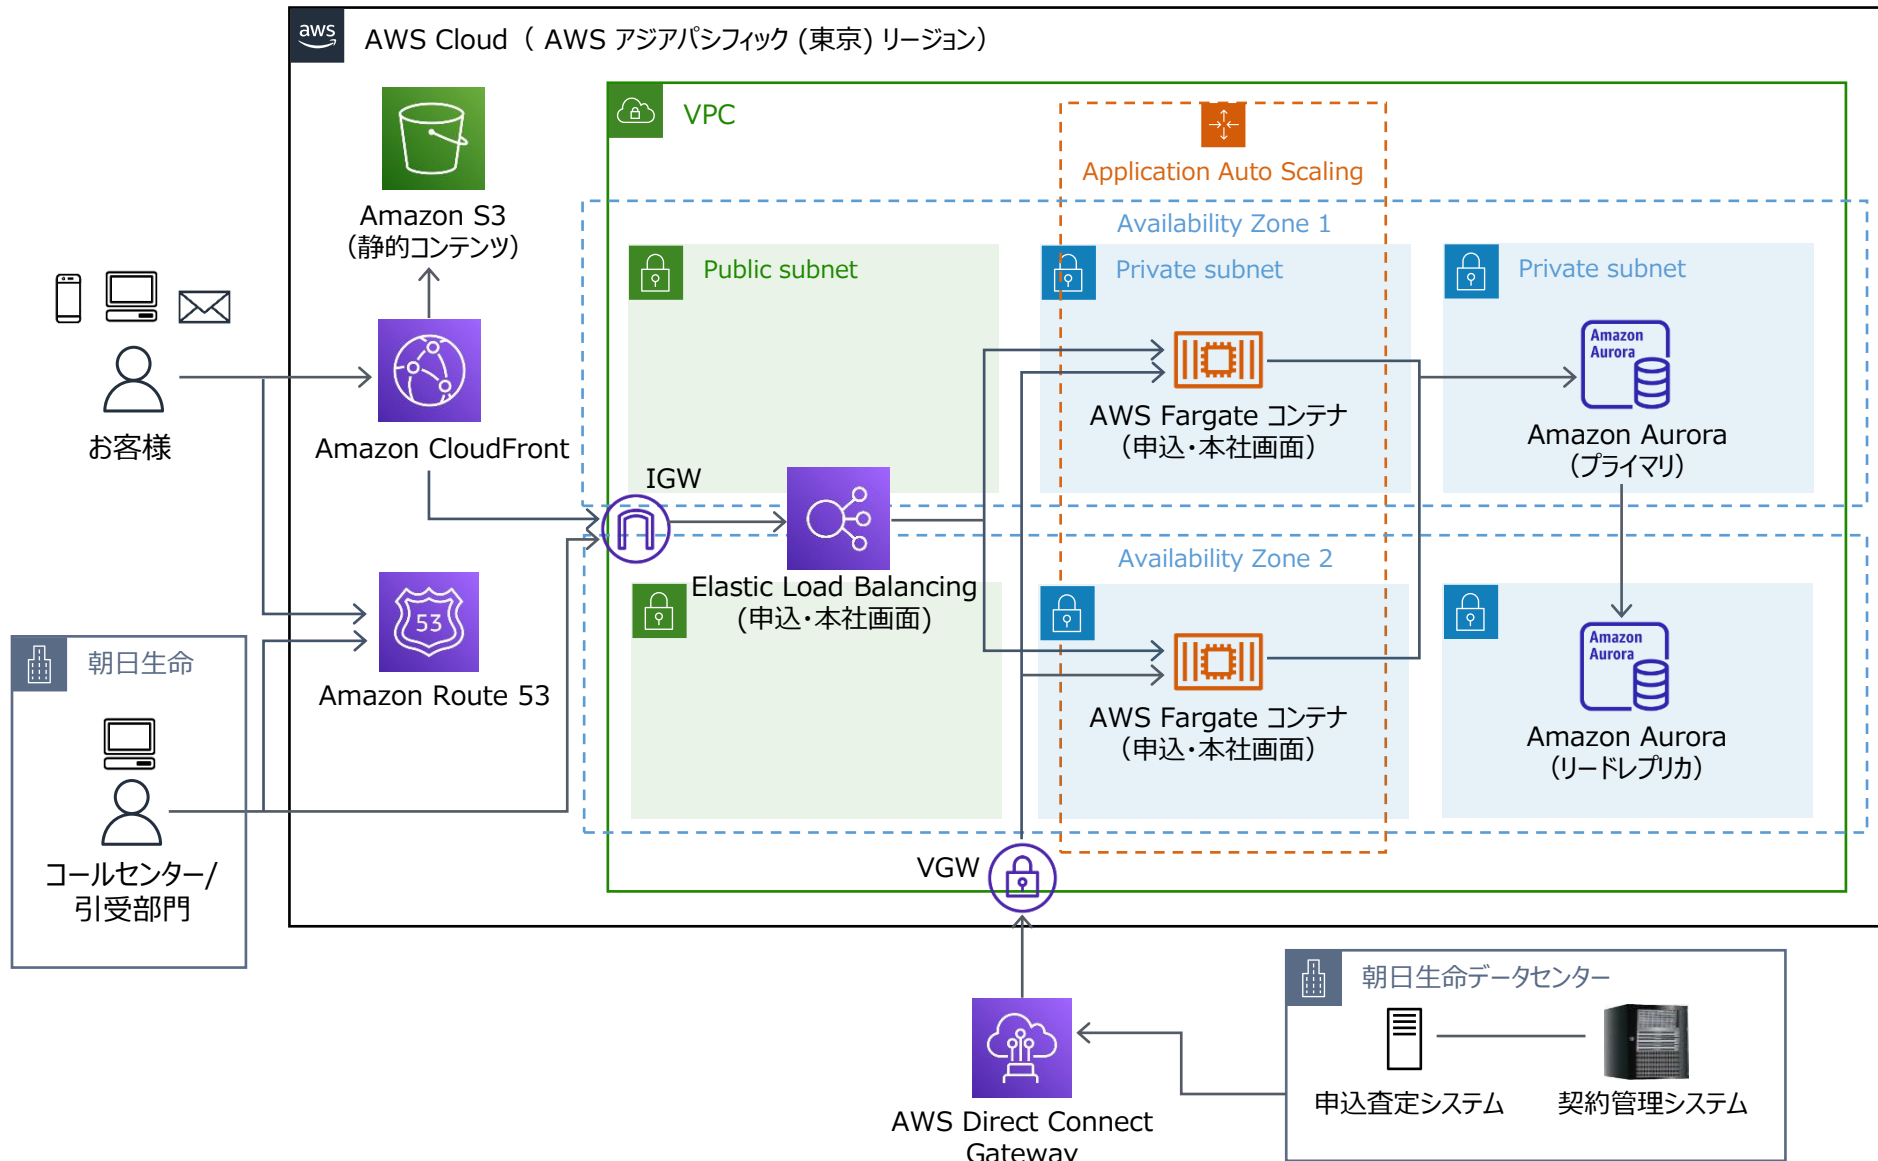 aws
AWS Cloud（ AWS アジアパシフィック (東京) リージョン）
VPC
Application Auto Scaling
Amazon S3
（静的コンテンツ）
Availability Zone 1
Public subnet
Private subnet
Private subnet
Amazon
Aurora
お客様
Amazon CloudFront
AWS Fargate コンテナ
（申込・本社画面）
Amazon Aurora
（プライマリ）
IGW
Availability Zone 2
Elastic Load Balancing
(申込・本社画面)
53
Amazon Route 53
朝日生命
Amazon
Aurora
AWS Fargate コンテナ
（申込・本社画面）
Amazon Aurora
（リードレプリカ）
コールセンター/
引受部門
VGW
朝日生命データセンター
申込査定システム
契約管理システム
AWS Direct Connect
Gateway